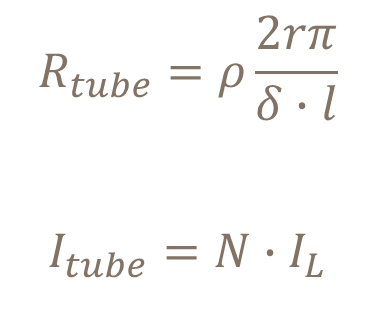 R_tube = ρ 2rπ / δ · l
I_tube = N · I_L